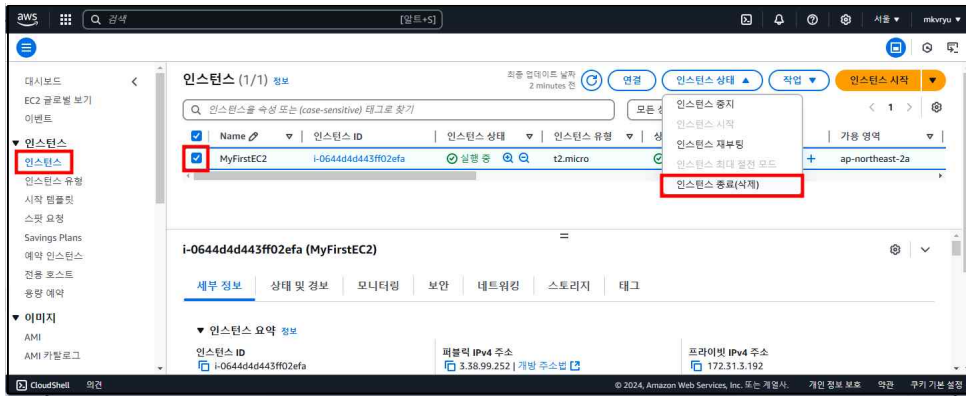 aws 검색 [알트+S] 서울 ▼ mkvryu ▼
대시보드
EC2 글로벌 보기
이벤트
▼ 인스턴스
인스턴스
인스턴스 유형
시작 템플릿
스팟 요청
Savings Plans
예약 인스턴스
전용 호스트
용량 예약
▼ 이미지
AMI
AMI 카탈로그
인스턴스 (1/1) 정보
최종 업데이트 날짜
2 minutes 전
연결 인스턴스 상태 ▲ 작업 ▼ 인스턴스 시작 ▼
인스턴스을 속성 또는 (case-sensitive) 태그로 찾기 모든
< 1 >
인스턴스 중지
인스턴스 시작
인스턴스 재부팅
인스턴스 최대 절전 모드
인스턴스 종료(삭제)
Name 인스턴스 ID 인스턴스 상태 인스턴스 유형 가용 영역
MyFirstEC2 i-0644d4d443ff02efa 실행 중 t2.micro + ap-northeast-2a
i-0644d4d443ff02efa (MyFirstEC2)
세부 정보 상태 및 경보 모니터링 보안 네트워킹 스토리지 태그
▼ 인스턴스 요약 정보
인스턴스 ID 퍼블릭 IPv4 주소 프라이빗 IPv4 주소
i-0644d4d443ff02efa 3.38.99.252 | 개방 주소법 172.31.3.192
CloudShell 의견 © 2024, Amazon Web Services, Inc. 또는 계열사. 개인 정보 보호 약관 쿠키 기본 설정